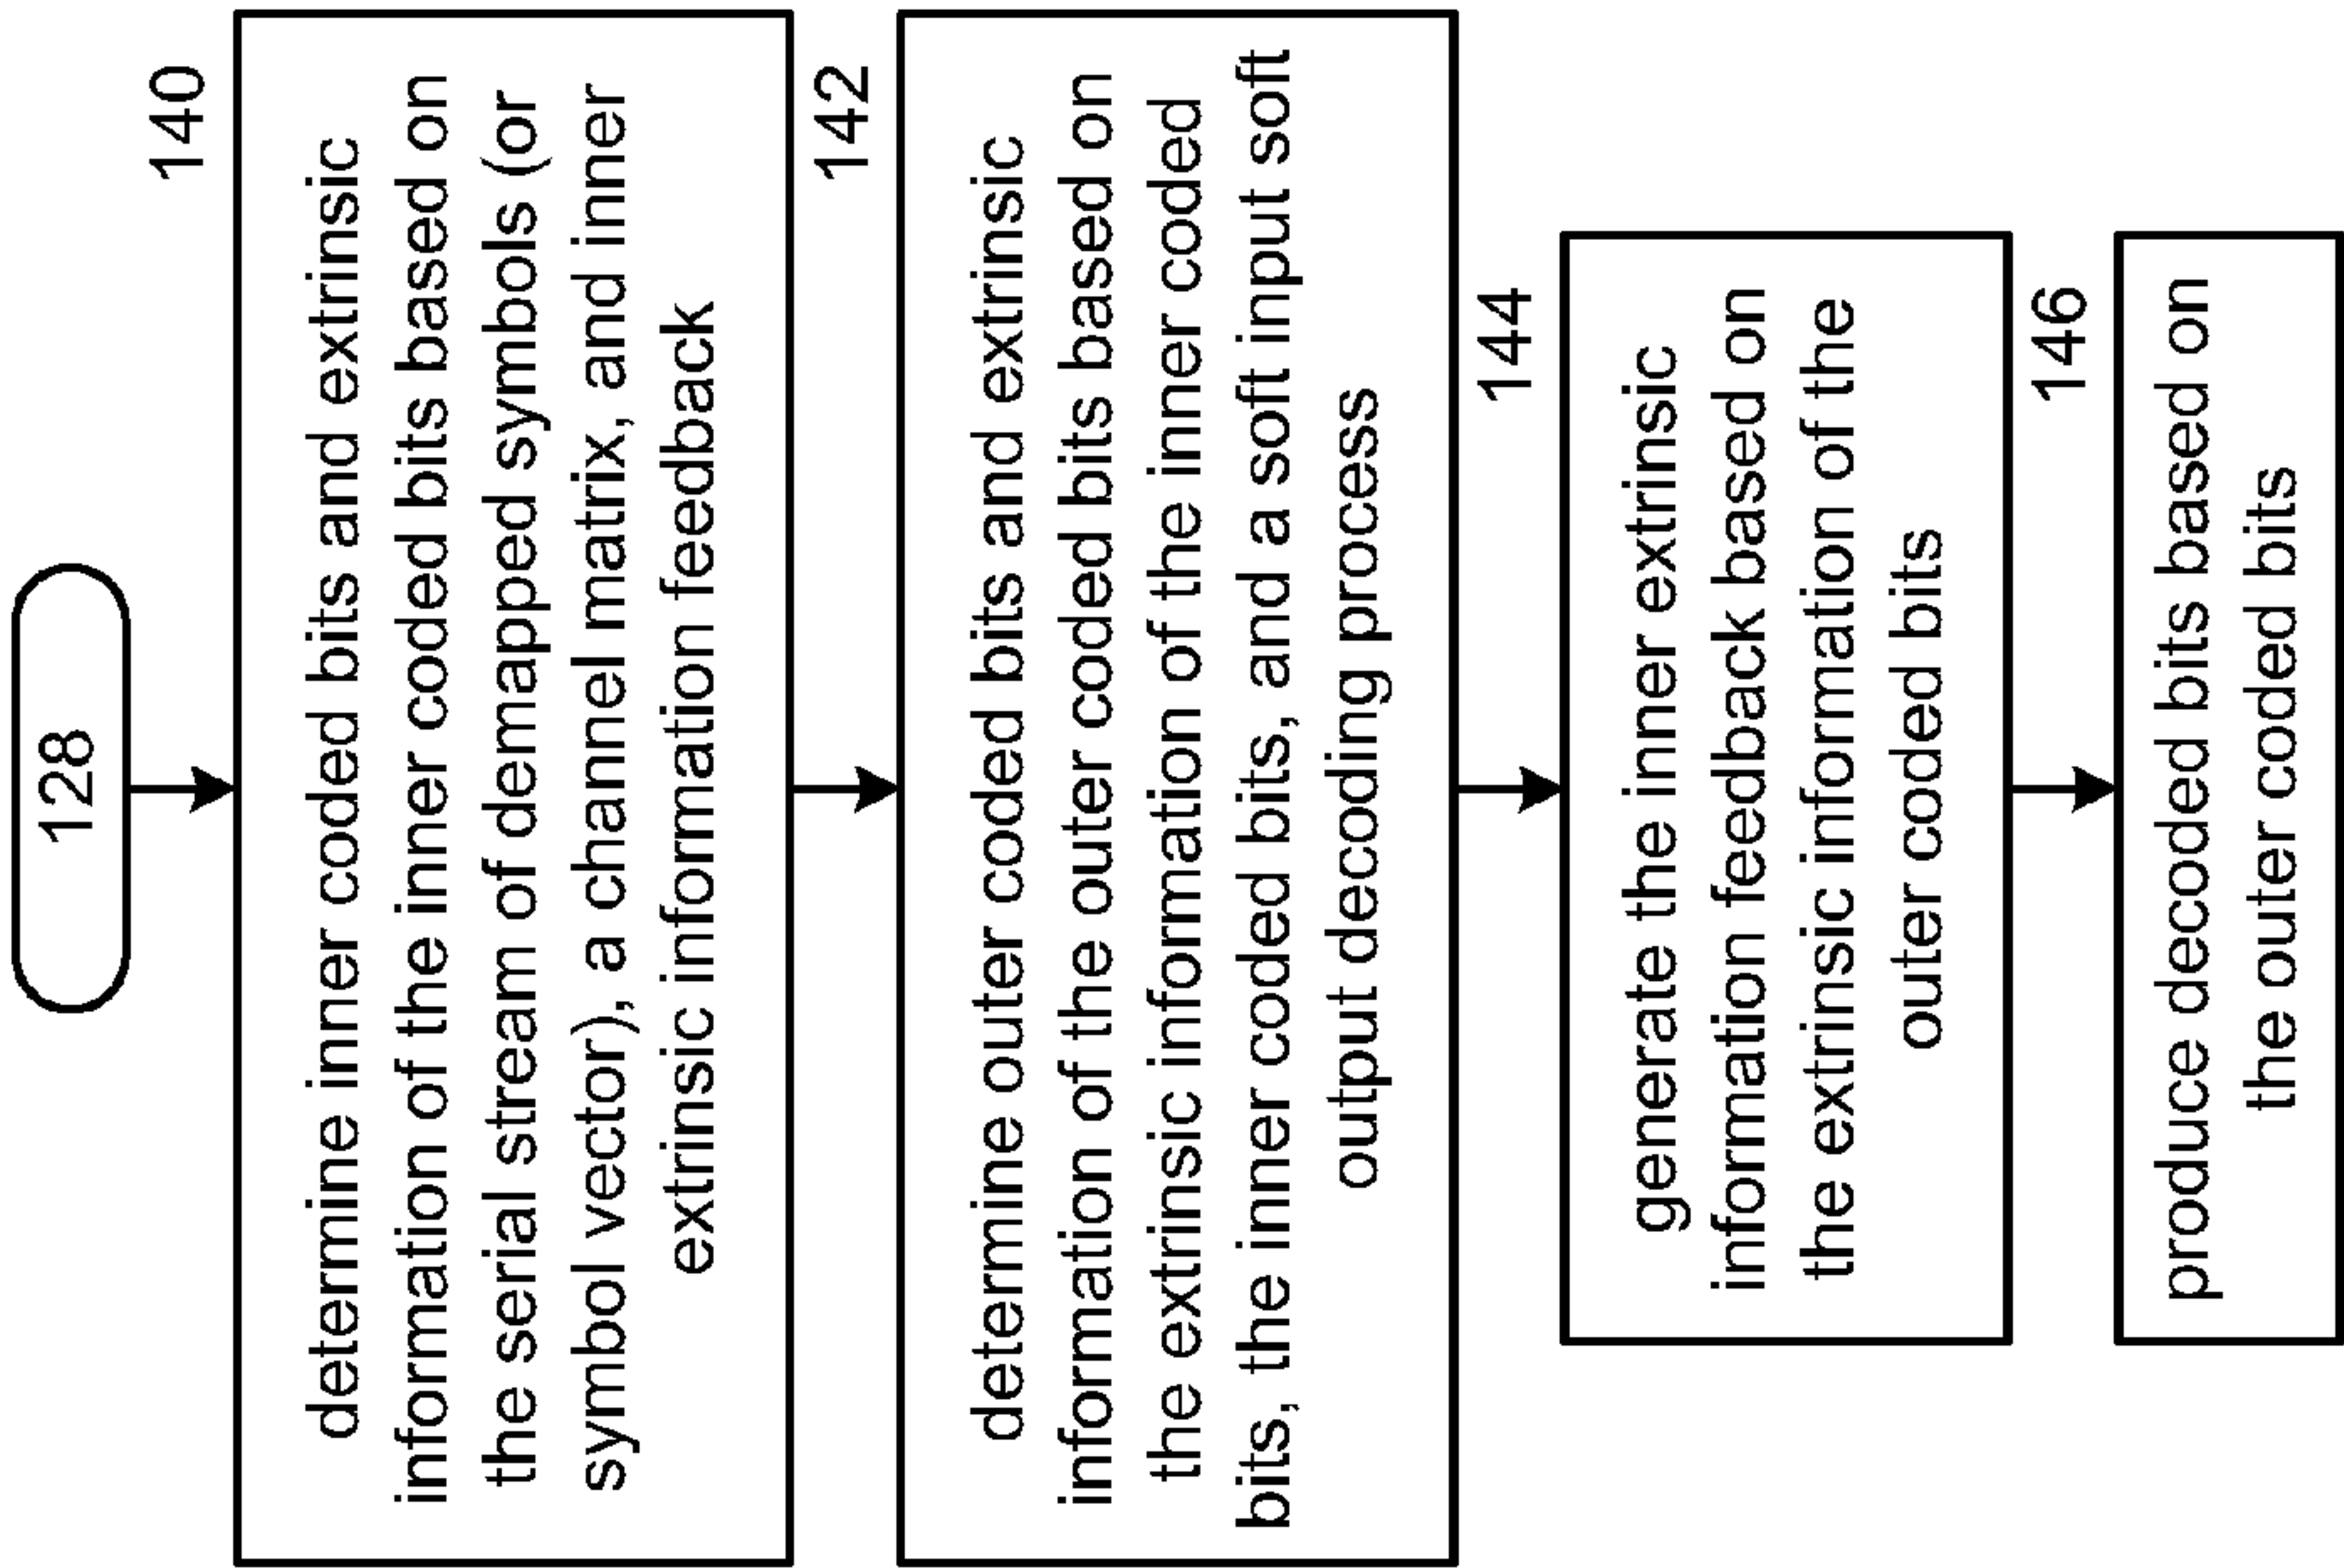 128
140
determine inner coded bits and extrinsic
information of the inner coded bits based on
the serial stream of demapped symbols (or
symbol vector), a channel matrix, and inner
extrinsic information feedback
142
determine outer coded bits and extrinsic
information of the outer coded bits based on
the extrinsic information of the inner coded
bits, the inner coded bits, and a soft input soft
output decoding process
144
generate the inner extrinsic
information feedback based on
the extrinsic information of the
outer coded bits
146
produce decoded bits based on
the outer coded bits